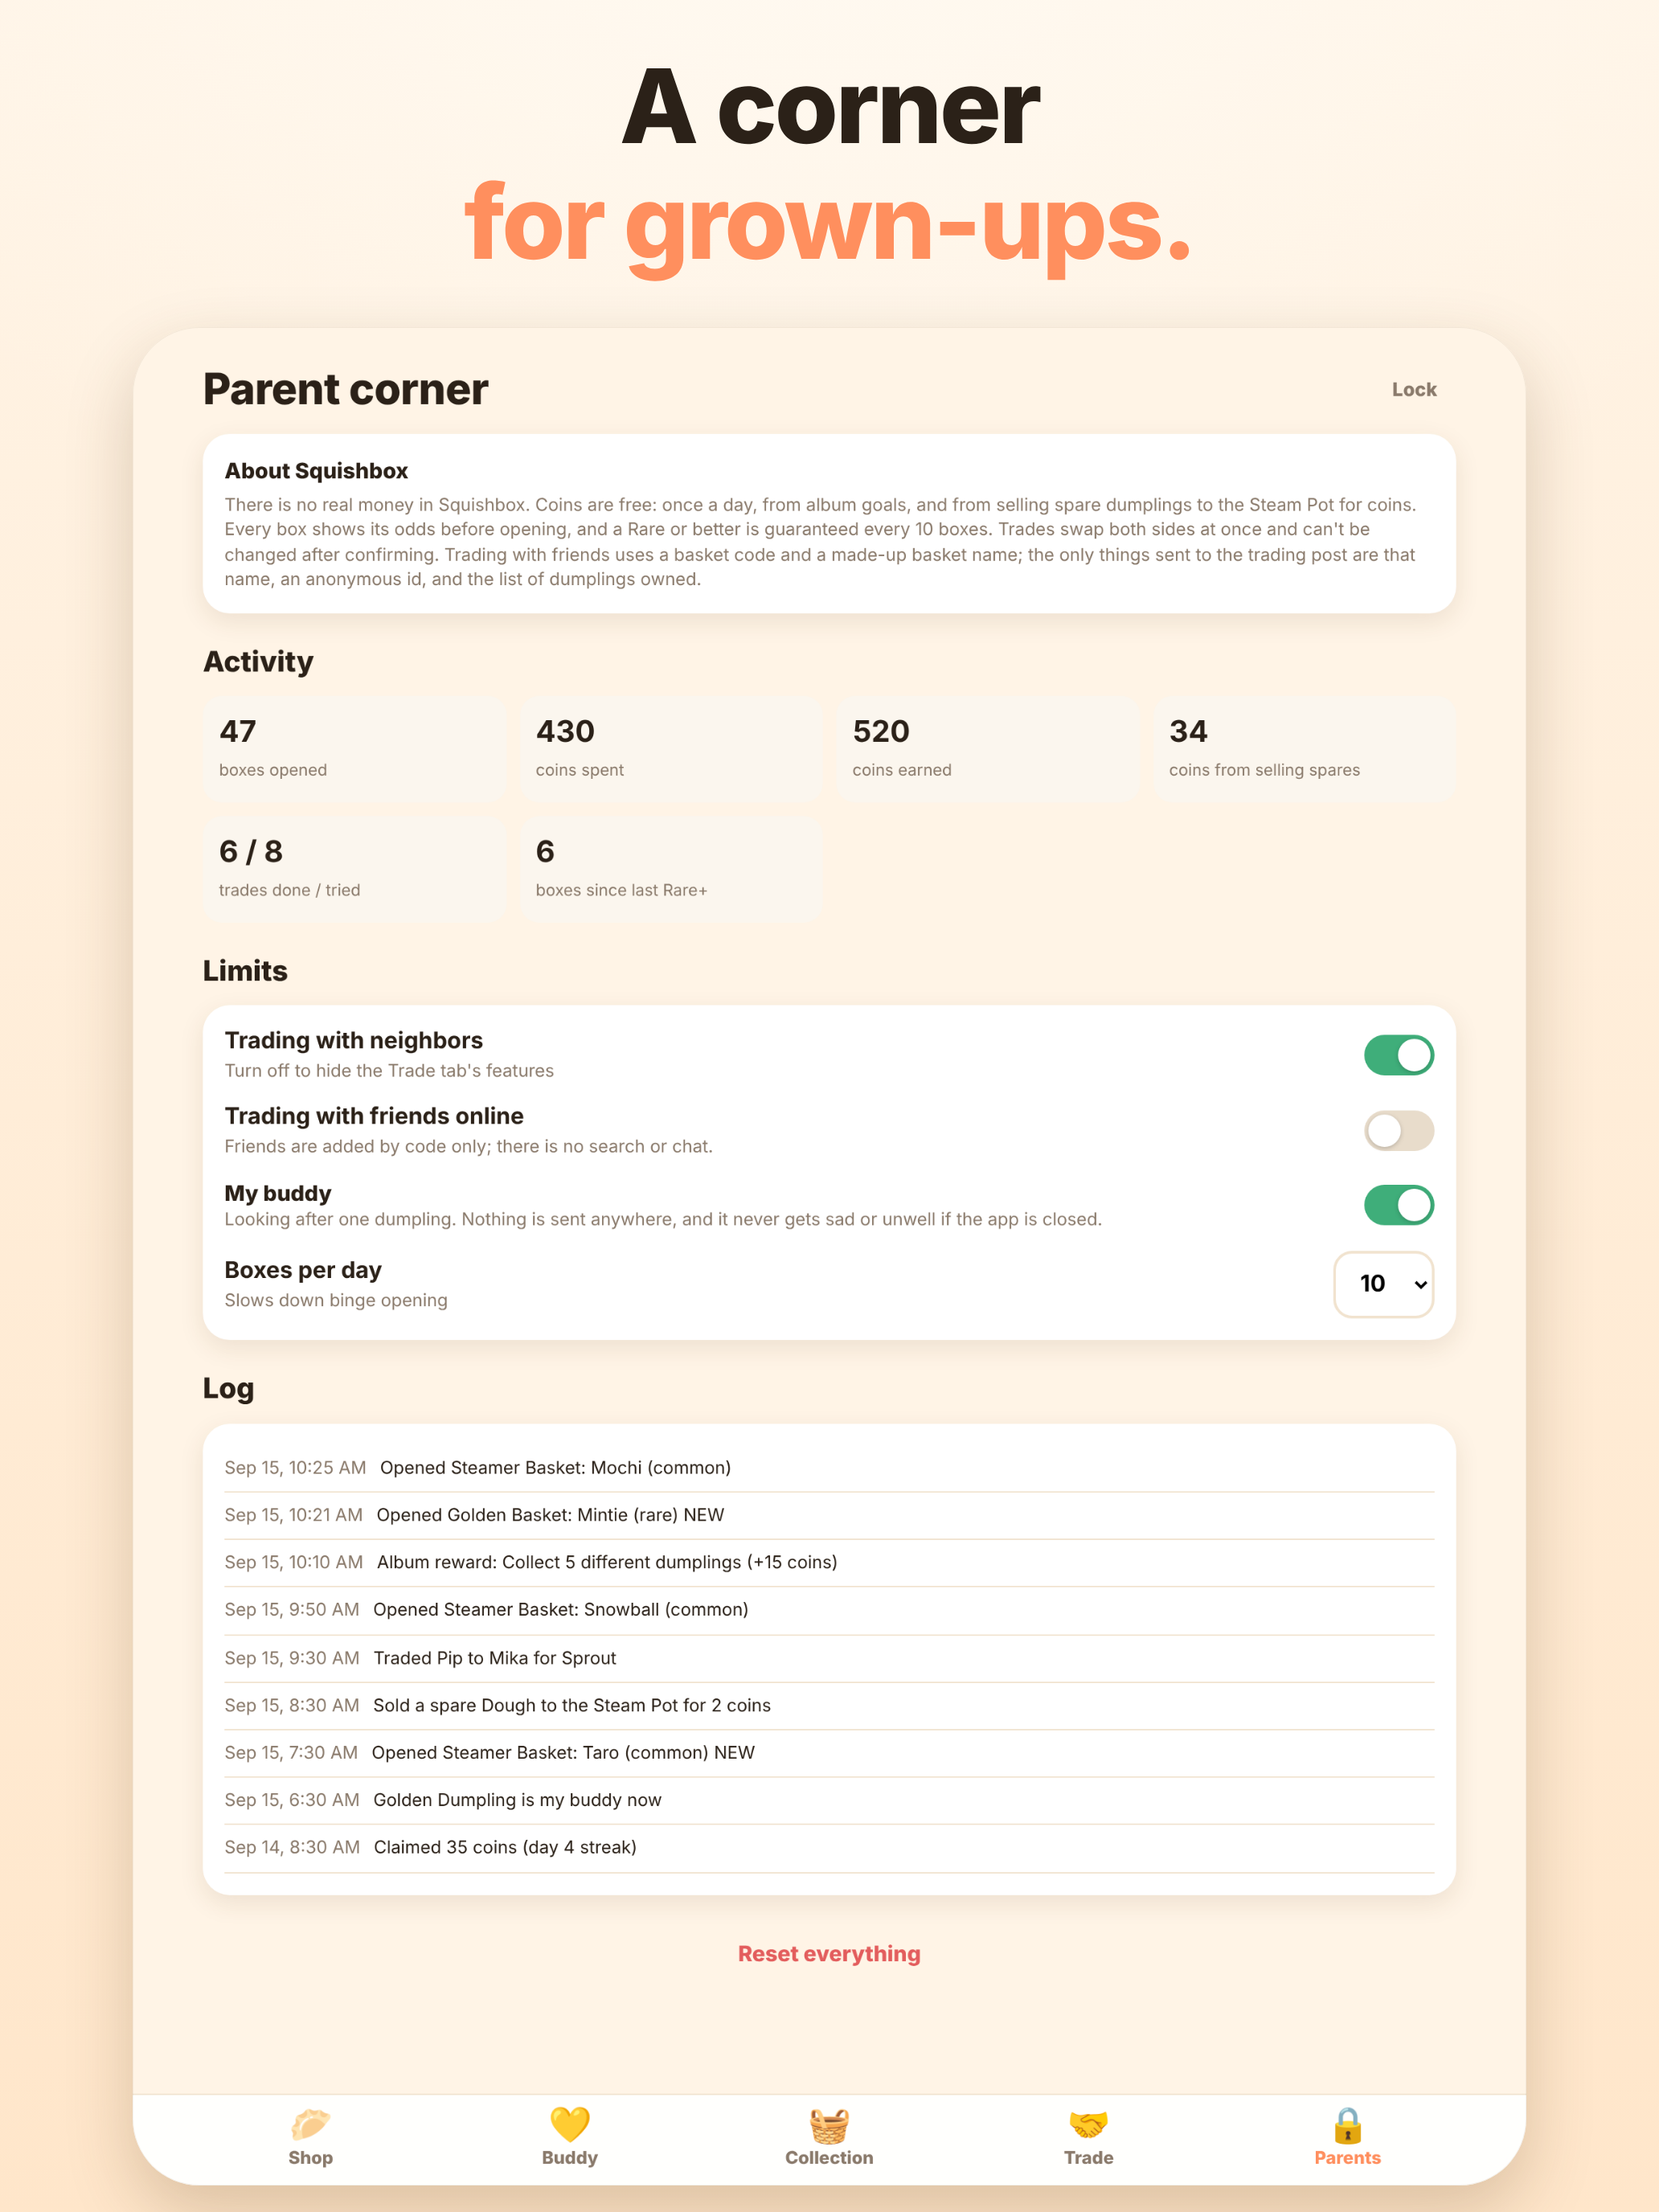 A corner
for grown-ups.
Parent corner
Lock
About Squishbox
There is no real money in Squishbox. Coins are free: once a day, from album goals, and from selling spare dumplings to the Steam Pot for coins.
Every box shows its odds before opening, and a Rare or better is guaranteed every 10 boxes. Trades swap both sides at once and can't be
changed after confirming. Trading with friends uses a basket code and a made-up basket name; the only things sent to the trading post are that
name, an anonymous id, and the list of dumplings owned.
Activity
47
boxes opened
430
coins spent
520
coins earned
34
coins from selling spares
6 / 8
trades done / tried
6
boxes since last Rare+
Limits
Trading with neighbors
Turn off to hide the Trade tab's features
Trading with friends online
Friends are added by code only; there is no search or chat.
My buddy
Looking after one dumpling. Nothing is sent anywhere, and it never gets sad or unwell if the app is closed.
Boxes per day
Slows down binge opening
10
Log
Sep 15, 10:25 AM Opened Steamer Basket: Mochi (common)
Sep 15, 10:21 AM Opened Golden Basket: Mintie (rare) NEW
Sep 15, 10:10 AM Album reward: Collect 5 different dumplings (+15 coins)
Sep 15, 9:50 AM Opened Steamer Basket: Snowball (common)
Sep 15, 9:30 AM Traded Pip to Mika for Sprout
Sep 15, 8:30 AM Sold a spare Dough to the Steam Pot for 2 coins
Sep 15, 7:30 AM Opened Steamer Basket: Taro (common) NEW
Sep 15, 6:30 AM Golden Dumpling is my buddy now
Sep 14, 8:30 AM Claimed 35 coins (day 4 streak)
Reset everything
Shop
Buddy
Collection
Trade
Parents